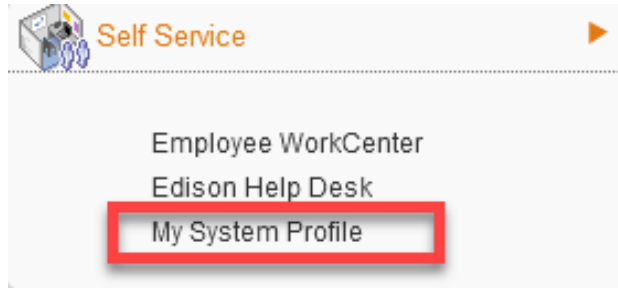 Self Service
Employee WorkCenter
Edison Help Desk
My System Profile